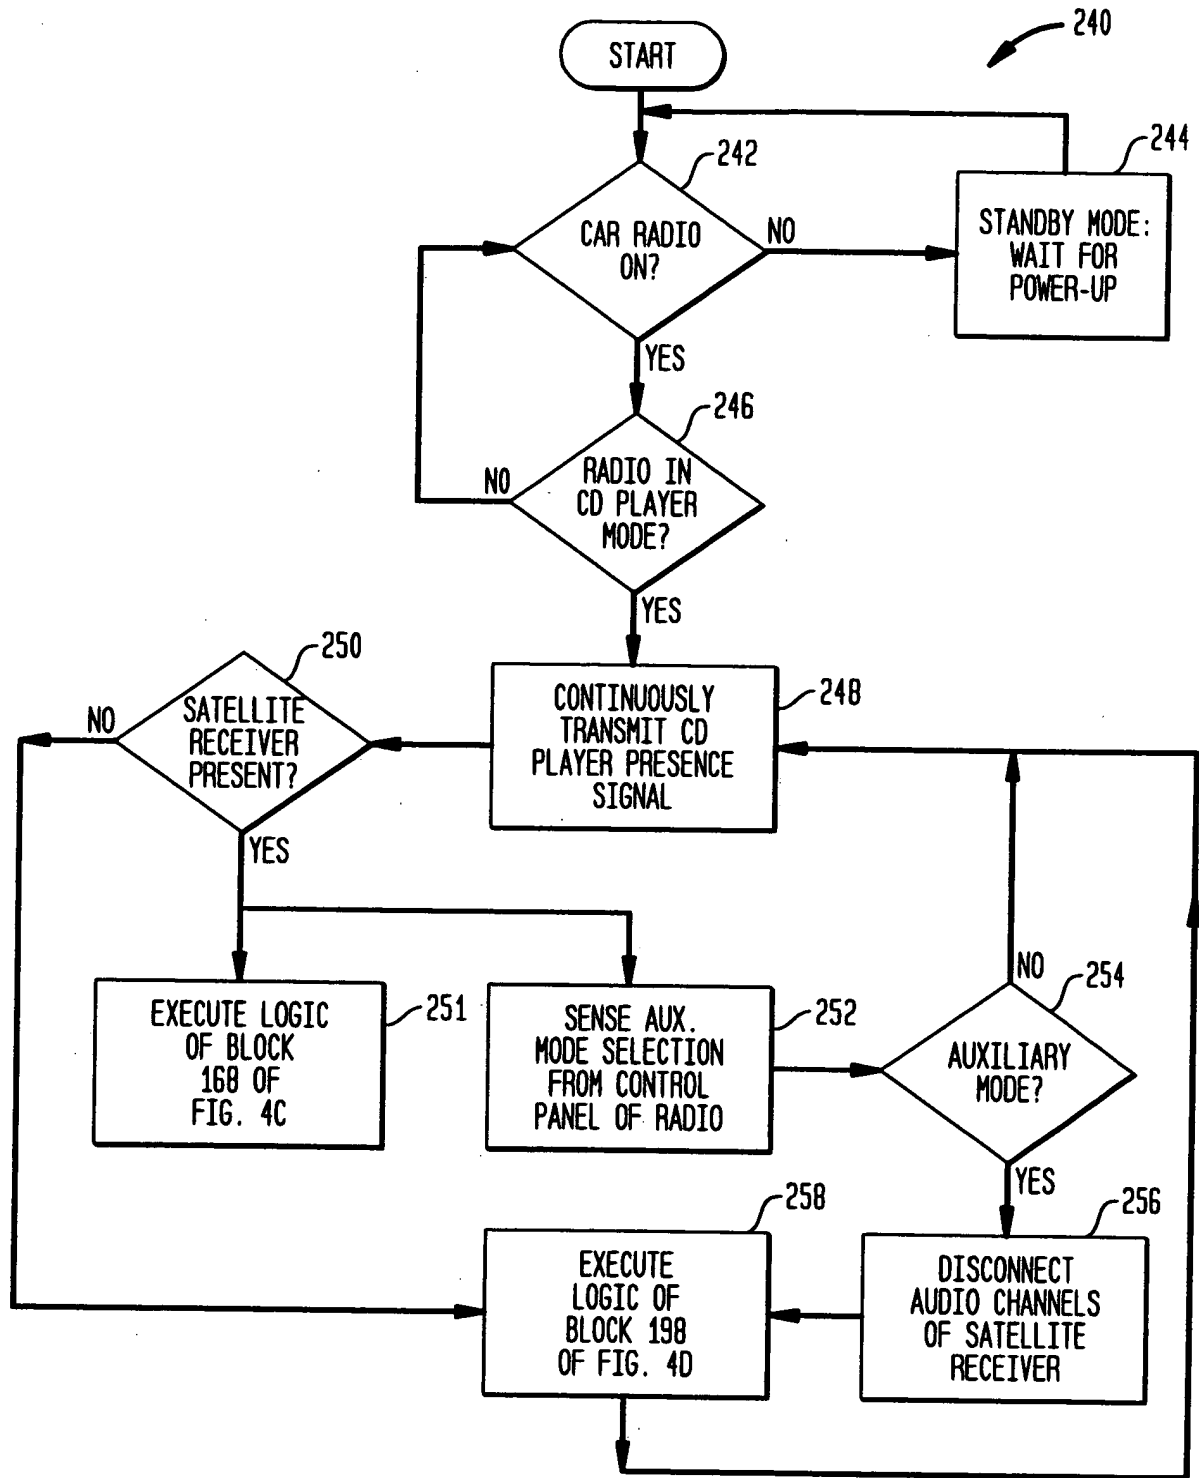 240
START
242
CAR RADIO
ON?
NO
YES
244
STANDBY MODE:
WAIT FOR
POWER-UP
246
RADIO IN
CD PLAYER
MODE?
NO
YES
248
CONTINUOUSLY
TRANSMIT CD
PLAYER PRESENCE
SIGNAL
250
SATELLITE
RECEIVER
PRESENT?
NO
YES
251
EXECUTE LOGIC
OF BLOCK
168 OF
FIG. 4C
252
SENSE AUX.
MODE SELECTION
FROM CONTROL
PANEL OF RADIO
254
AUXILIARY
MODE?
NO
YES
256
DISCONNECT
AUDIO CHANNELS
OF SATELLITE
RECEIVER
258
EXECUTE
LOGIC OF
BLOCK 198
OF FIG. 4D